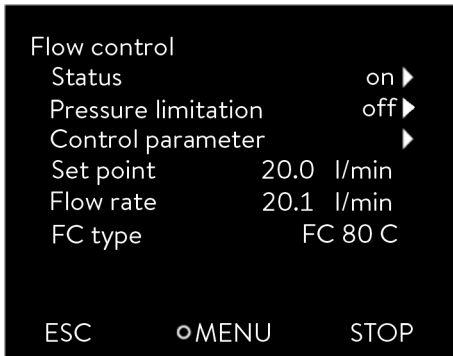 Flow control
Status on
Pressure limitation off
Control parameter
Set point 20.0 l/min
Flow rate 20.1 l/min
FC type FC 80 C
ESC MENU STOP